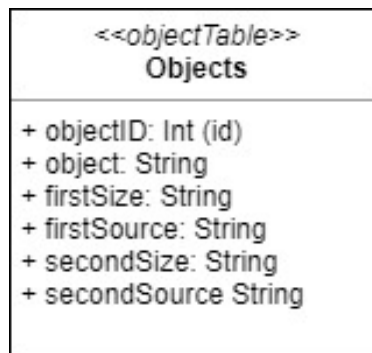 <<objectTable>>
Objects
+ objectID: Int (id)
+ object: String
+ firstSize: String
+ firstSource: String
+ secondSize: String
+ secondSource String